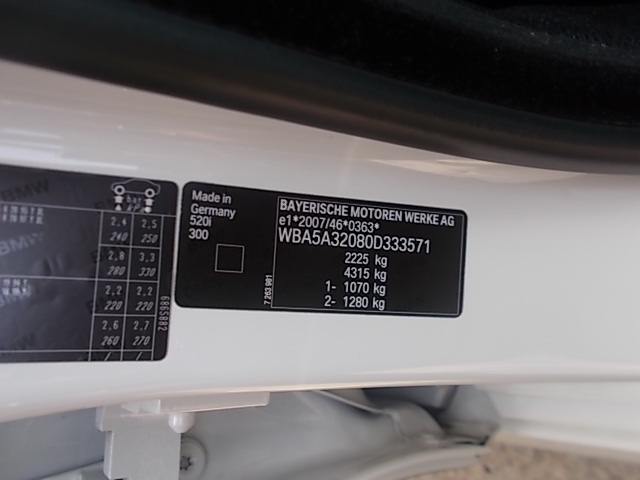 BMW
bar
2.4 2.5
240 250
2.8 3.3
280 330
2.2 2.2
220 220
2.6 2.7
260 270
/ /
6865882
Made in
Germany
520i
300
7 263 981
BAYERISCHE MOTOREN WERKE AG
e1*2007/46*0363*
WBA5A32080D333571
2225 kg
4315 kg
1- 1070 kg
2- 1280 kg